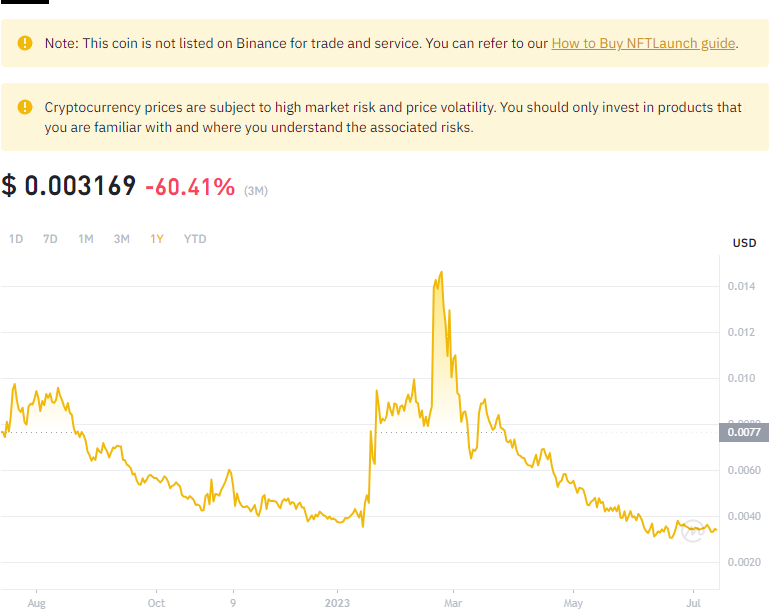 Note: This coin is not listed on Binance for trade and service. You can refer to our How to Buy NFTLaunch guide.
Cryptocurrency prices are subject to high market risk and price volatility. You should only invest in products that
you are familiar with and where you understand the associated risks.
$ 0.003169 -60.41% (3M)
1D 7D 1M 3M 1Y YTD
USD
0.014
0.012
0.010
0.0080
0.0077
0.0060
0.0040
0.0020
Aug Oct 9 2023 Mar May Jul